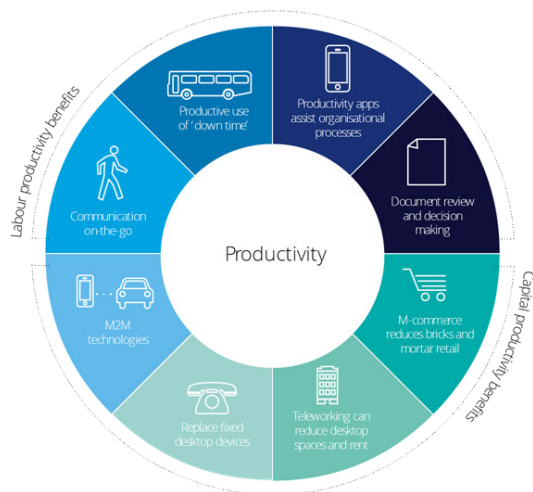 Labour productivity benefits
Productive use
of ‘down time’
Productivity apps
assist organisational
processes
Document review
and decision
making
Communication
on-the-go
Productivity
M2M
technologies
M-commerce
reduces bricks and
mortar retail
Replace fixed
desktop devices
Teleworking can
reduce desktop
spaces and rent
Capital productivity benefits